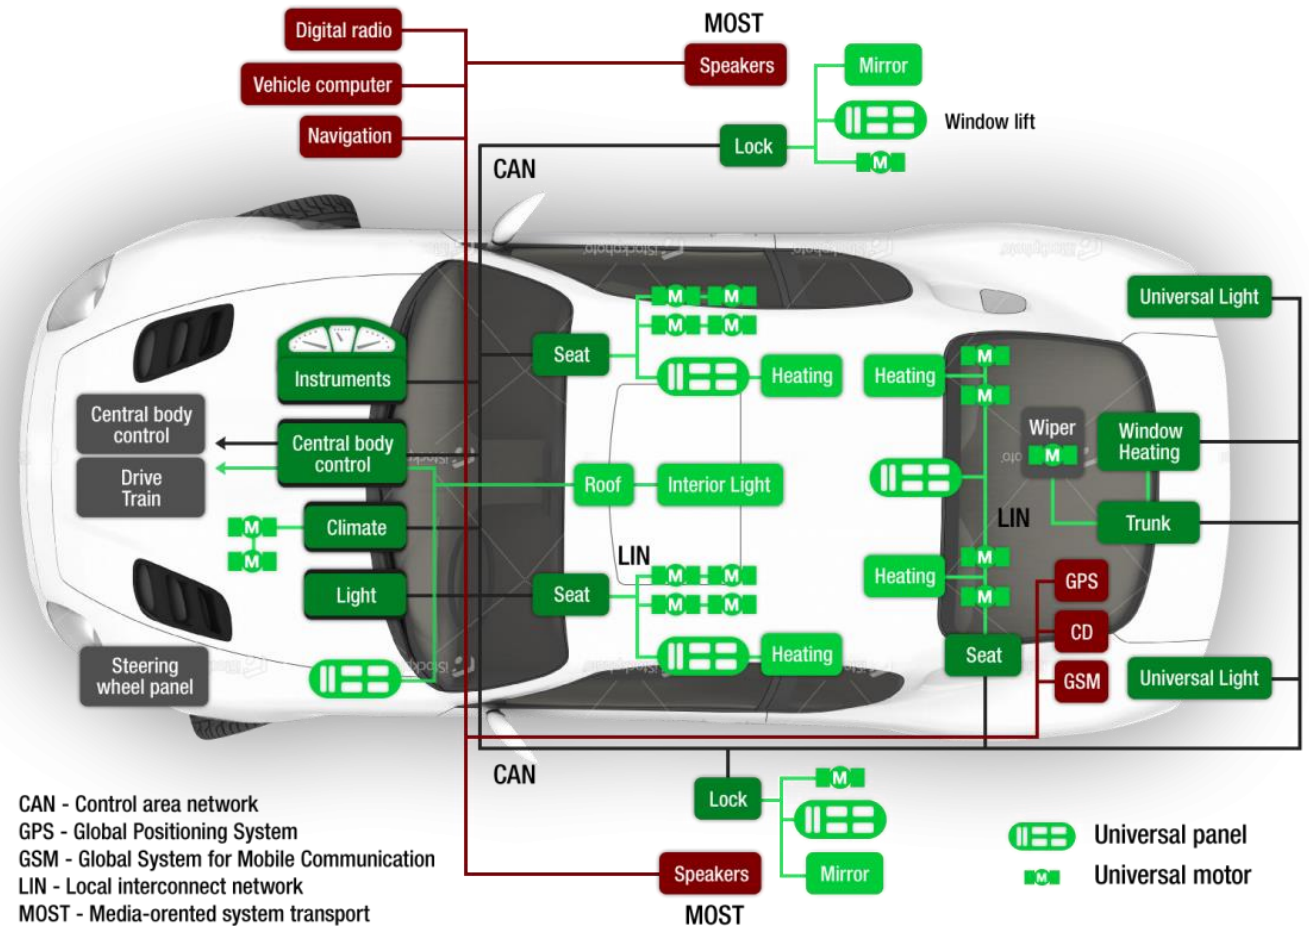 MOST
Digital radio
Speakers
Mirror
Vehicle computer
Window lift
Navigation
Lock
M
CAN
iStockphoto
iStockphoto
iStockphoto
Universal Light
M M
M M
Seat
Instruments
Heating
Heating
M
M
Central body
control
Central body
control
Wiper
M
Window
Heating
Drive
Train
Roof
Interior Light
M
Climate
M
LIN
LIN
Trunk
Light
Seat
M M
M M
Heating
M
M
GPS
CD
GSM
Steering
wheel panel
Heating
Seat
Universal Light
CAN
Lock
M
Speakers
Mirror
MOST
CAN - Control area network
GPS - Global Positioning System
GSM - Global System for Mobile Communication
LIN - Local interconnect network
MOST - Media-orented system transport
Universal panel
M
Universal motor